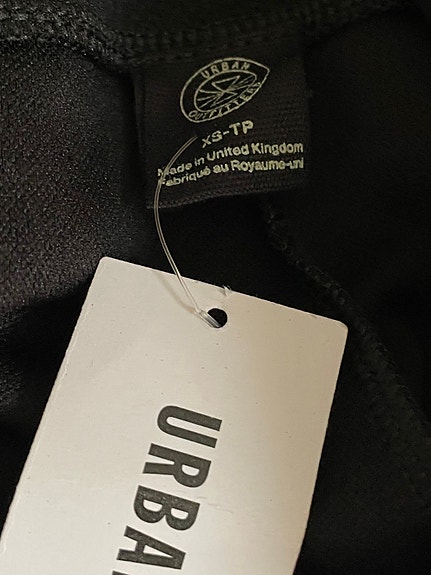 URBAN
OUTFITTERS
XS-TP
Made in United Kingdom
Fabriqué au Royaume-uni
URBA